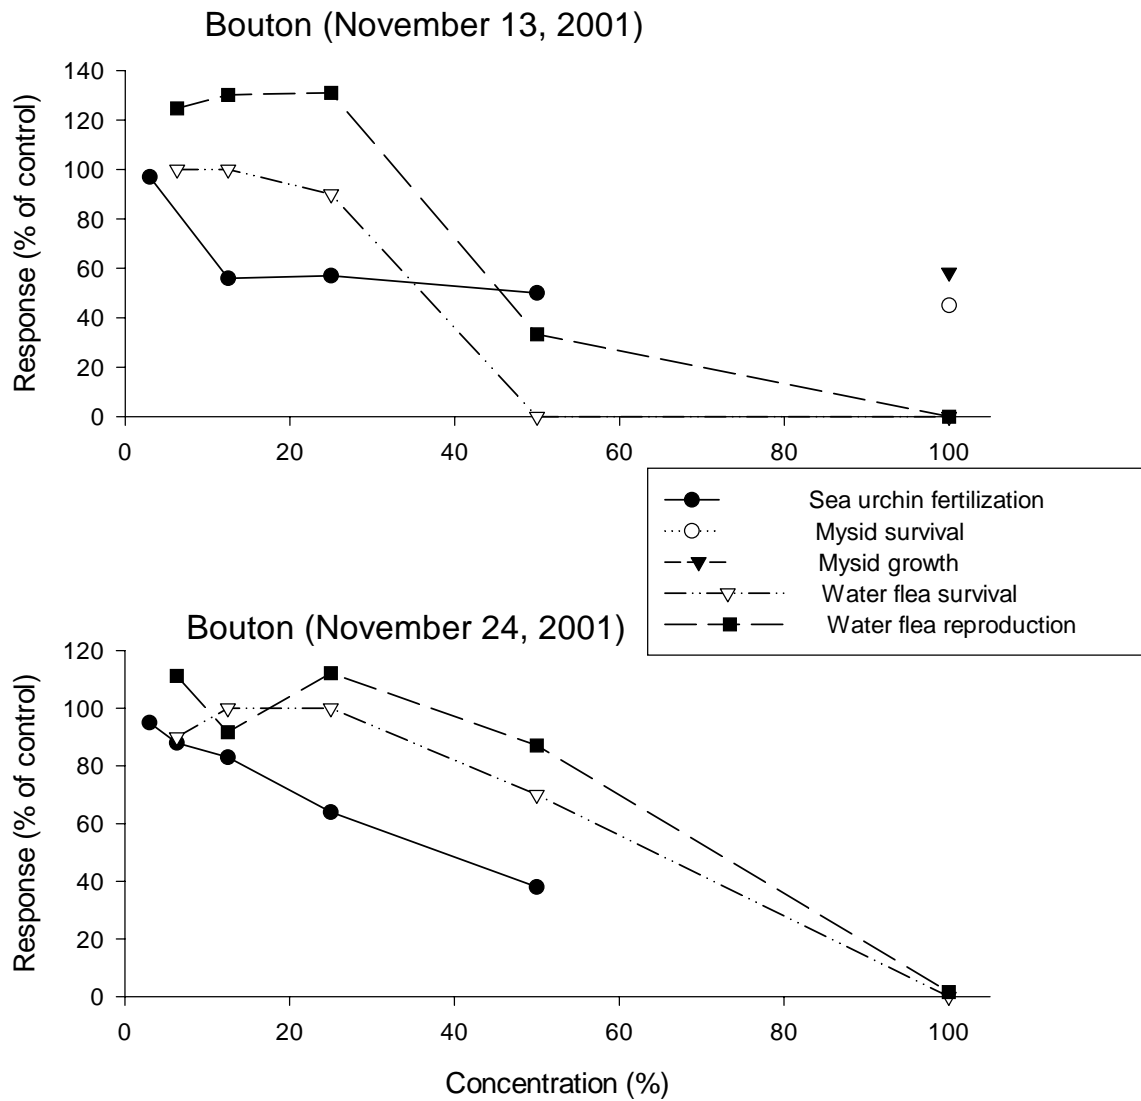 Bouton (November 13, 2001)
Response (% of control)
140
120
100
80
60
40
20
0
0 20 40 60 80 100
Sea urchin fertilization
Mysid survival
Mysid growth
Water flea survival
Water flea reproduction
Bouton (November 24, 2001)
Response (% of control)
120
100
80
60
40
20
0
0 20 40 60 80 100
Concentration (%)